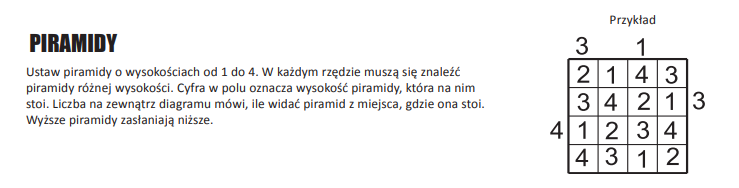 Przykład
PIRAMIDY
Ustaw piramidy o wysokościach od 1 do 4. W każdym rzędzie muszą się znaleźć
piramidy różnej wysokości. Cyfra w polu oznacza wysokość piramidy, która na nim
stoi. Liczba na zewnątrz diagramu mówi, ile widać piramid z miejsca, gdzie ona stoi.
Wyższe piramidy zasłaniają niższe.
3 1
2 1 4 3
3 4 2 1 3
4 1 2 3 4
4 3 1 2